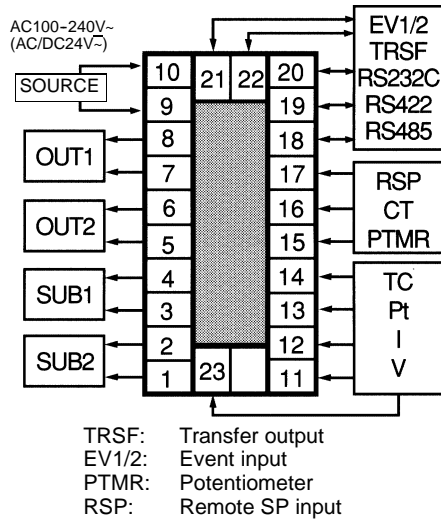 AC100-240V~
(AC/DC24V≂)
SOURCE
OUT1
OUT2
SUB1
SUB2
10
9
8
7
6
5
4
3
2
1
21 22
23
20
19
18
17
16
15
14
13
12
11
EV1/2
TRSF
RS232C
RS422
RS485
RSP
CT
PTMR
TC
Pt
I
V
TRSF: Transfer output
EV1/2: Event input
PTMR: Potentiometer
RSP: Remote SP input